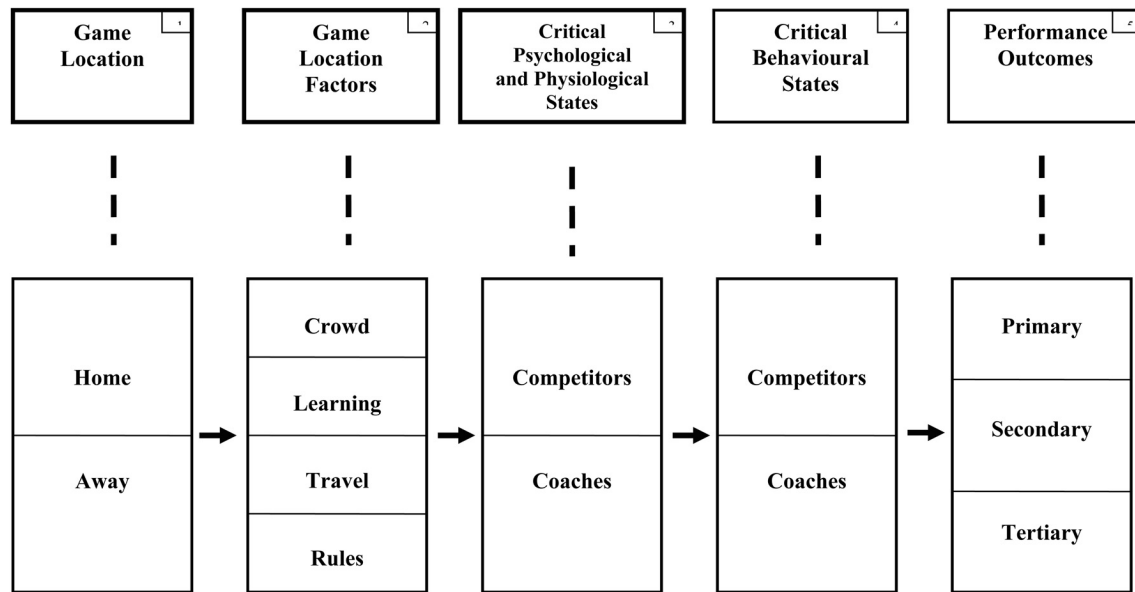 Game
Location
Game
Location
Factors
Critical
Psychological
and Physiological
States
Critical
Behavioural
States
Performance
Outcomes
Home
Away
Crowd
Learning
Travel
Rules
Competitors
Coaches
Competitors
Coaches
Primary
Secondary
Tertiary